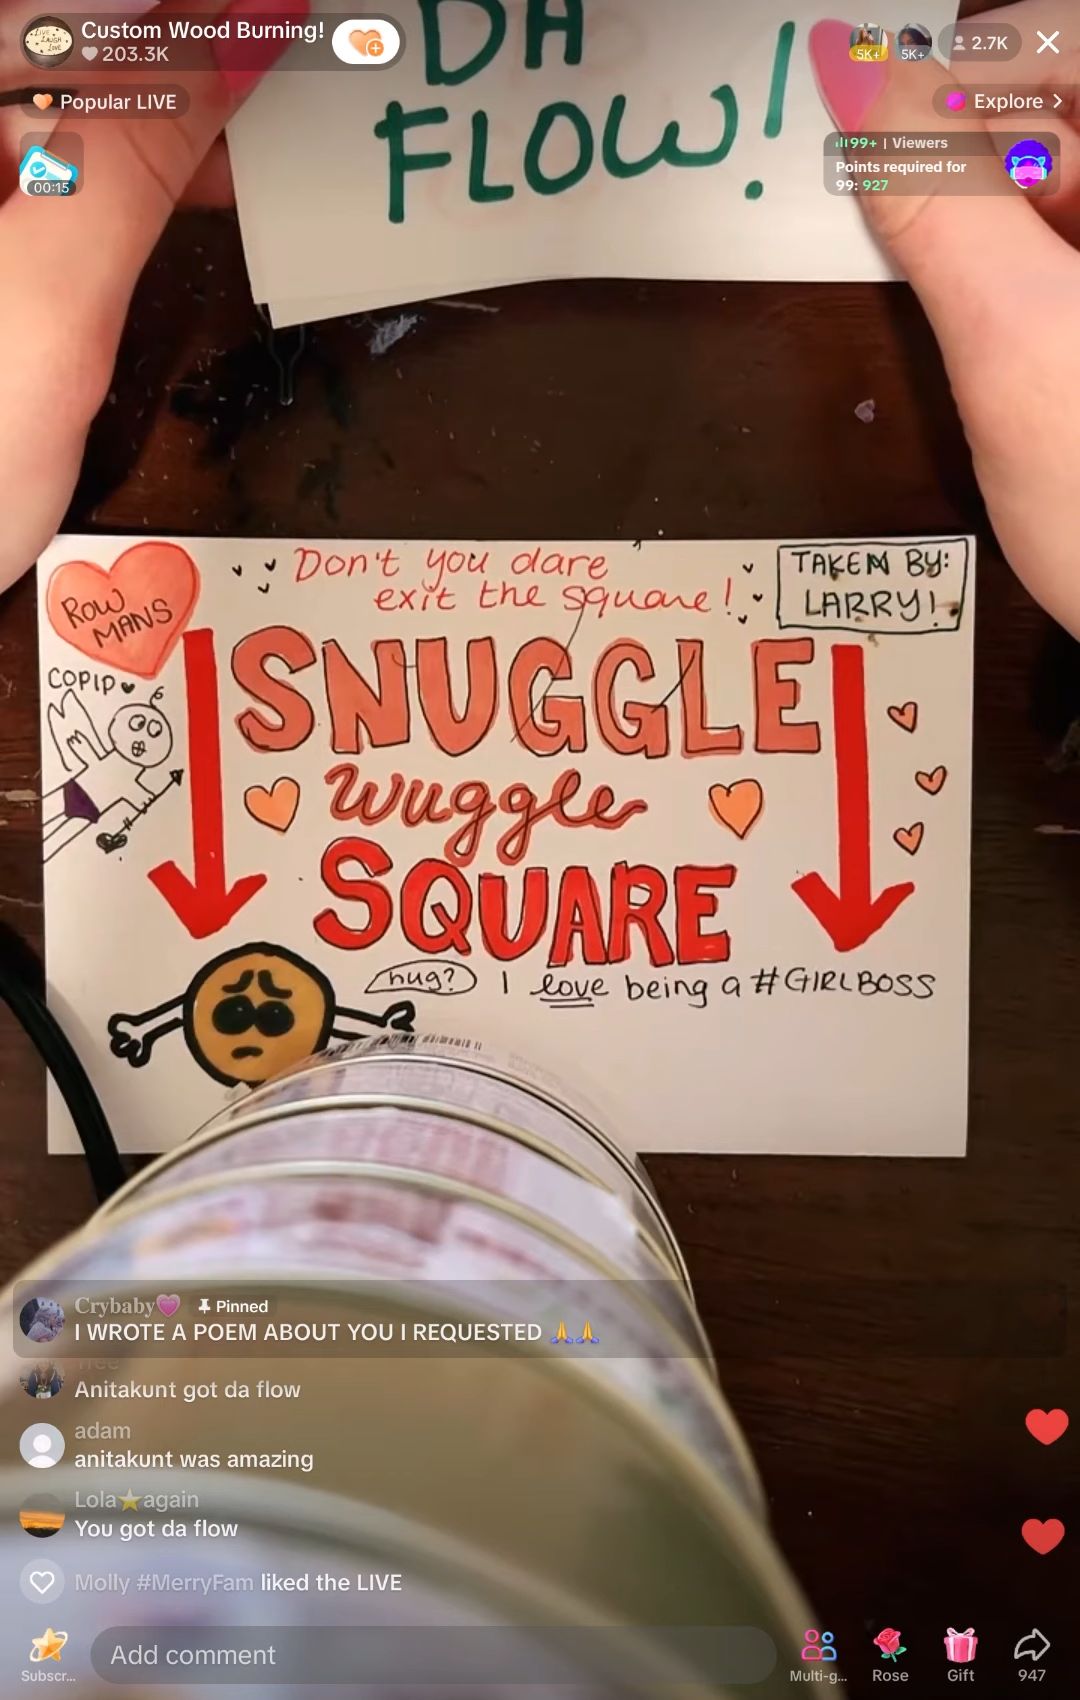 Custom Wood Burning!
203.3K
5K+
5K+
2.7K
Popular LIVE
Explore
00:15
99+ | Viewers
Points required for
99: 927
DA
FLOW!
Don't you dare
exit the square!
TAKEN BY:
LARRY!
ROW
MANS
COPID
SNUGGLE
wuggle
SQUARE
hug? I love being a #GIRLBOSS
Crybaby Pinned
I WROTE A POEM ABOUT YOU I REQUESTED 🙏🙏
Anitakunt got da flow
adam
anitakunt was amazing
Lola⭐again
You got da flow
Molly #MerryFam liked the LIVE
Subscr...
Add comment
Multi-g...
Rose
Gift
947